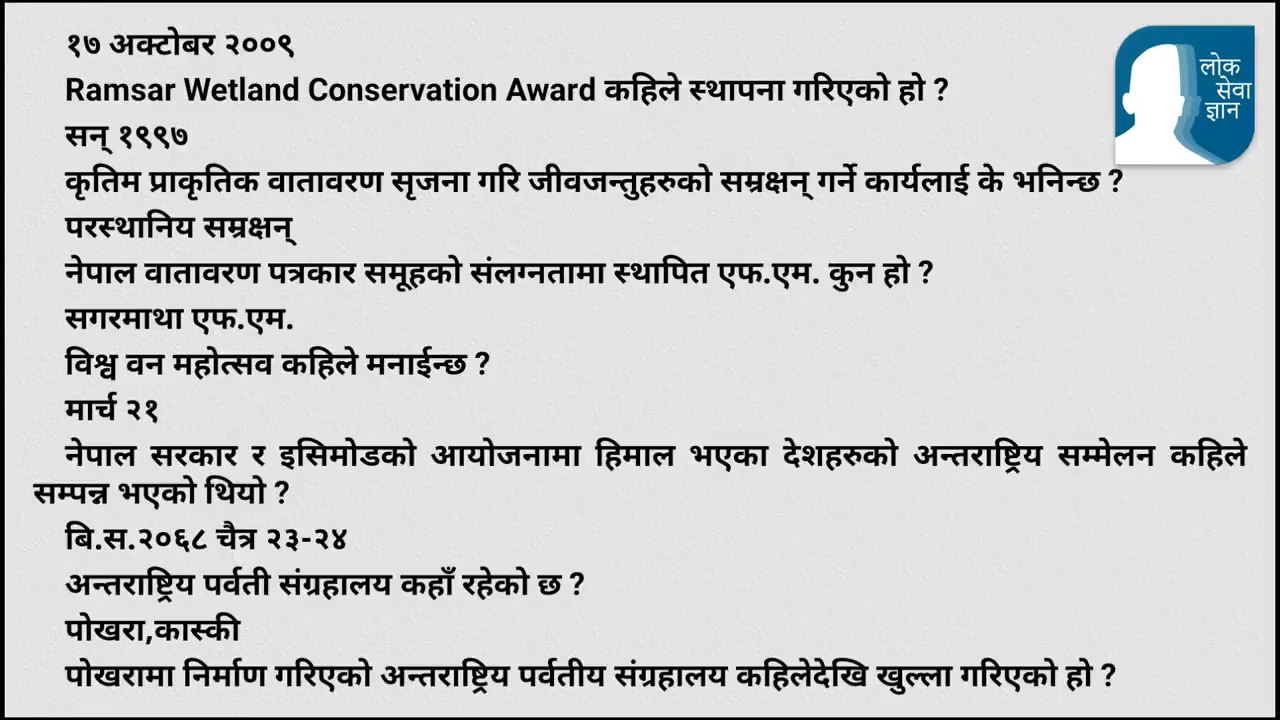 १७ अक्टोबर २००९
Ramsar Wetland Conservation Award कहिले स्थापना गरिएको हो ?
सन् १९९७
कृतिम प्राकृतिक वातावरण सृजना गरि जीवजन्तुहरुको सम्रक्षन् गर्ने कार्यलाई के भनिन्छ ?
परस्थानिय सम्रक्षन्
नेपाल वातावरण पत्रकार समूहको संलग्नतामा स्थापित एफ.एम. कुन हो ?
सगरमाथा एफ.एम.
विश्व वन महोत्सव कहिले मनाईन्छ ?
मार्च २१
नेपाल सरकार र इसिमोडको आयोजनामा हिमाल भएका देशहरुको अन्तराष्ट्रिय सम्मेलन कहिले
सम्पन्न भएको थियो ?
बि.स.२०६८ चैत्र २३-२४
अन्तराष्ट्रिय पर्वती संग्रहालय कहाँ रहेको छ ?
पोखरा,कास्की
पोखरामा निर्माण गरिएको अन्तराष्ट्रिय पर्वतीय संग्रहालय कहिलेदेखि खुल्ला गरिएको हो ?
लोक
सेवा
ज्ञान